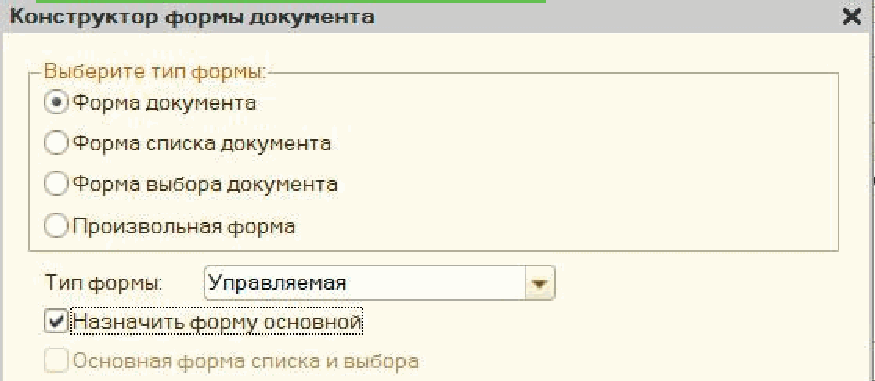 Конструктор формы документа
Выберите тип формы:
Форма документа
Форма списка документа
Форма выбора документа
Произвольная форма
Тип формы: Управляемая
Назначить форму основной
Основная форма списка и выбора